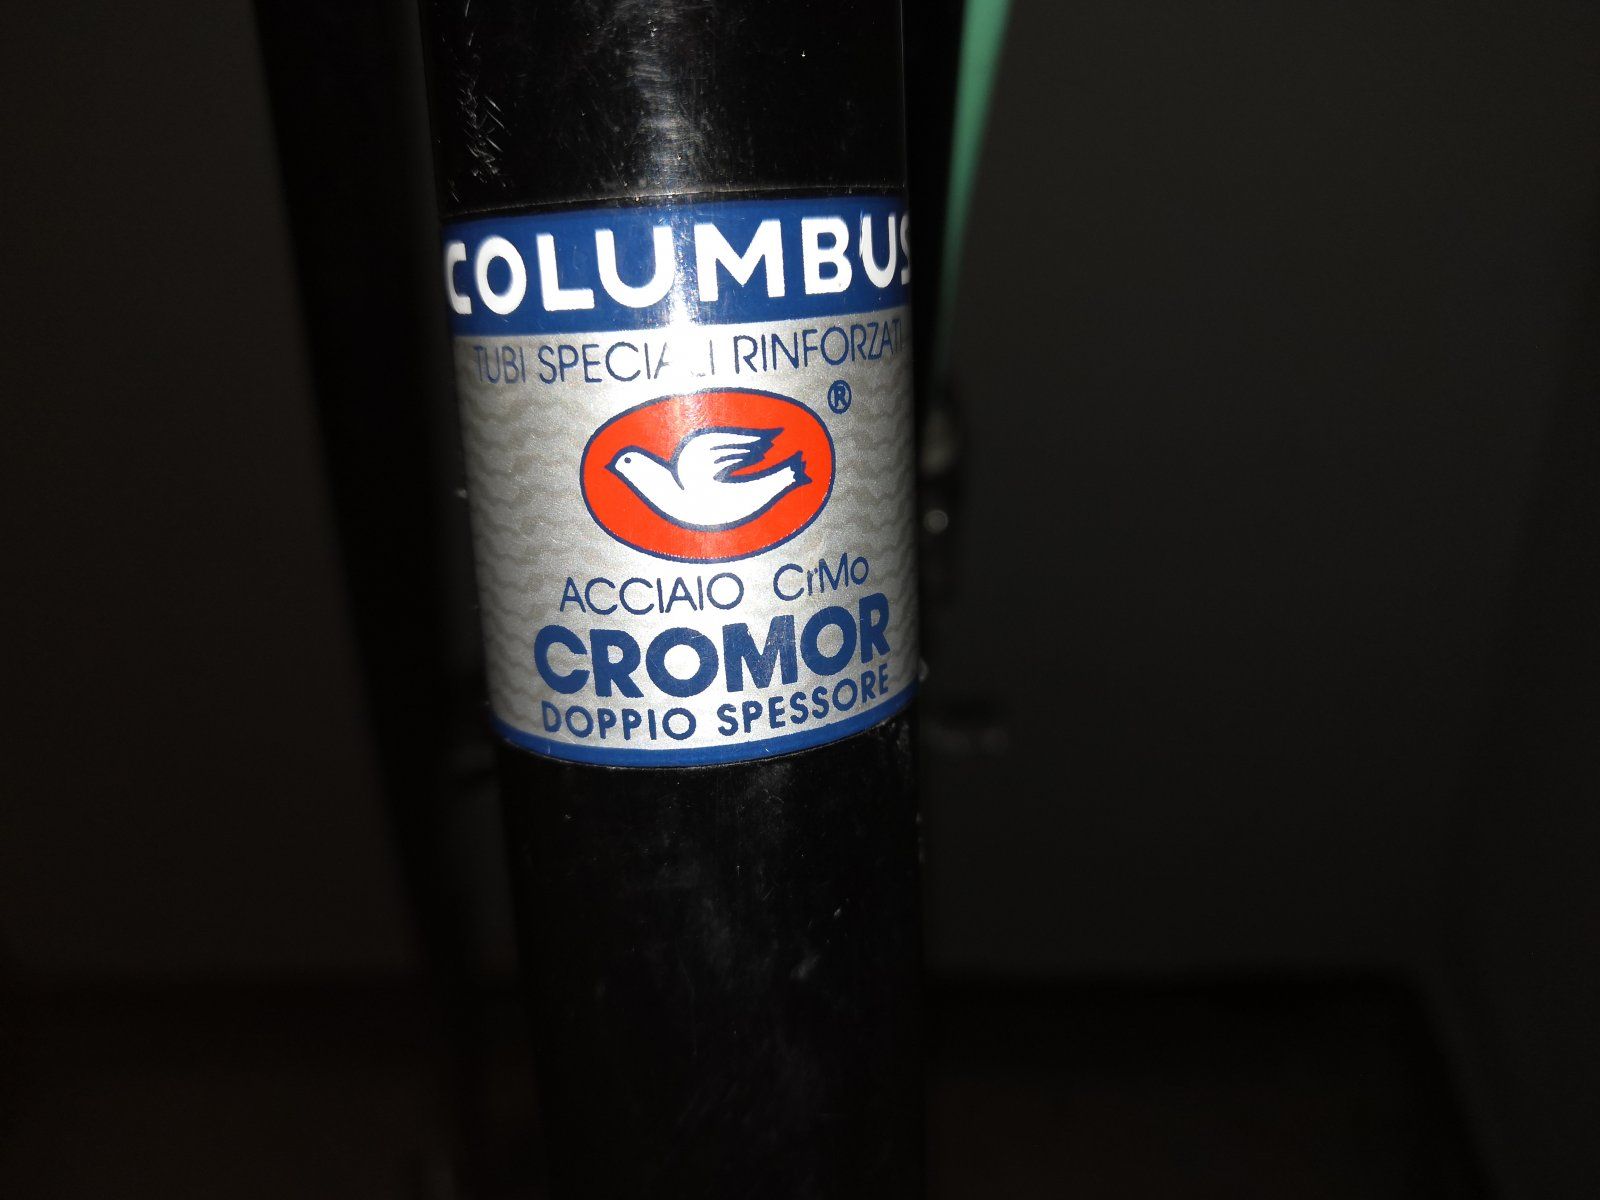 COLUMBUS
TUBI SPECIALI RINFORZATI
®
ACCIAIO CrMo
CROMOR
DOPPIO SPESSORE